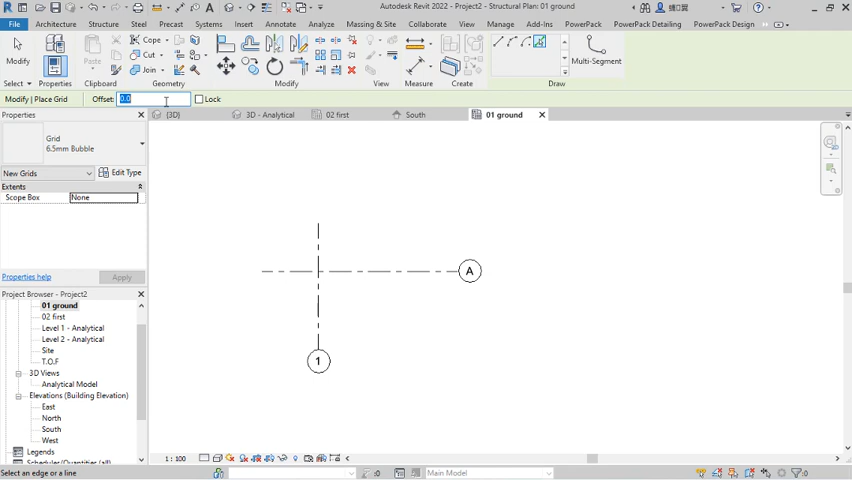 Autodesk Revit 2022 - Project2 - Structural Plan: 01 ground
File Architecture Structure Steel Precast Systems Insert Annotate Analyze Massing & Site Collaborate View Manage Add-Ins PowerPack PowerPack Detailing PowerPack Design
Modify
Paste
Cope
Cut
Join
Multi-Segment
Select Properties Clipboard Geometry Modify View Measure Create Draw
Modify | Place Grid Offset: 0.0 Lock
Properties
{3D} 3D - Analytical 02 first South 01 ground
Grid
6.5mm Bubble
New Grids Edit Type
Extents
Scope Box None
Properties help Apply
Project Browser - Project2
01 ground
02 first
Level 1 - Analytical
Level 2 - Analytical
Site
T.O.F
3D Views
Analytical Model
Elevations (Building Elevation)
East
North
South
West
Legends
A
1
1 : 100
Select an edge or a line :0 Main Model :0